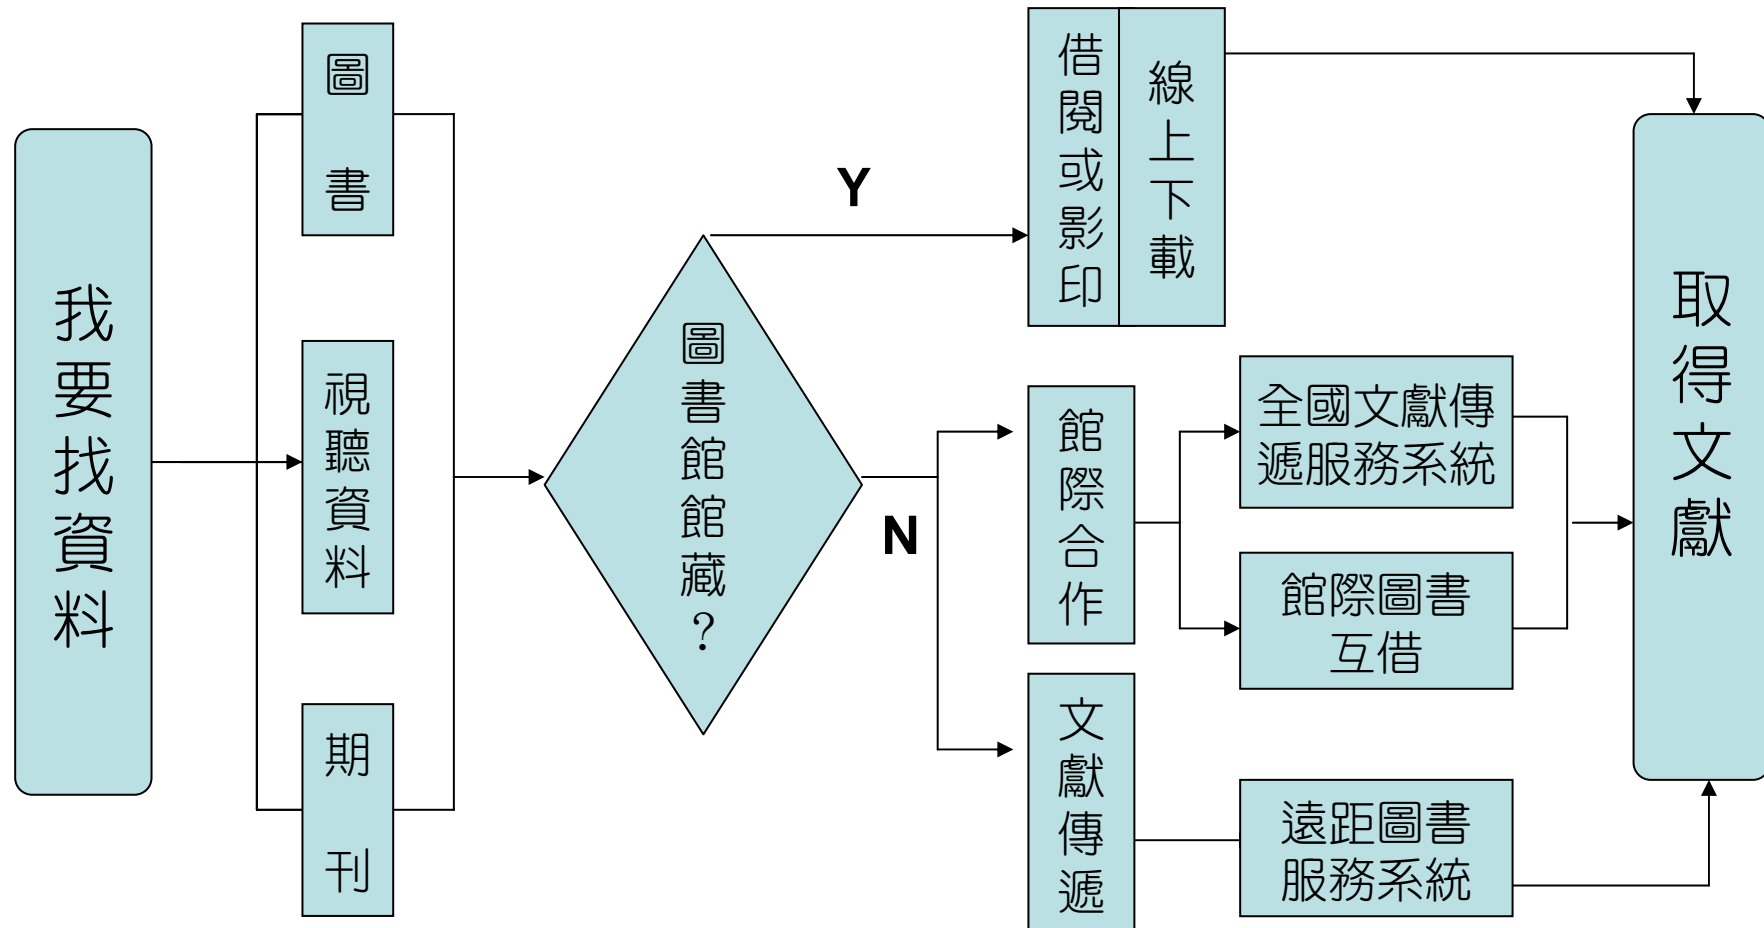 我要找資料
圖書
視聽資料
期刊
圖書館館藏？
Y
N
借閱或影印
線上下載
館際合作
全國文獻傳
遞服務系統
館際圖書
互借
文獻傳遞
遠距圖書
服務系統
取得文獻